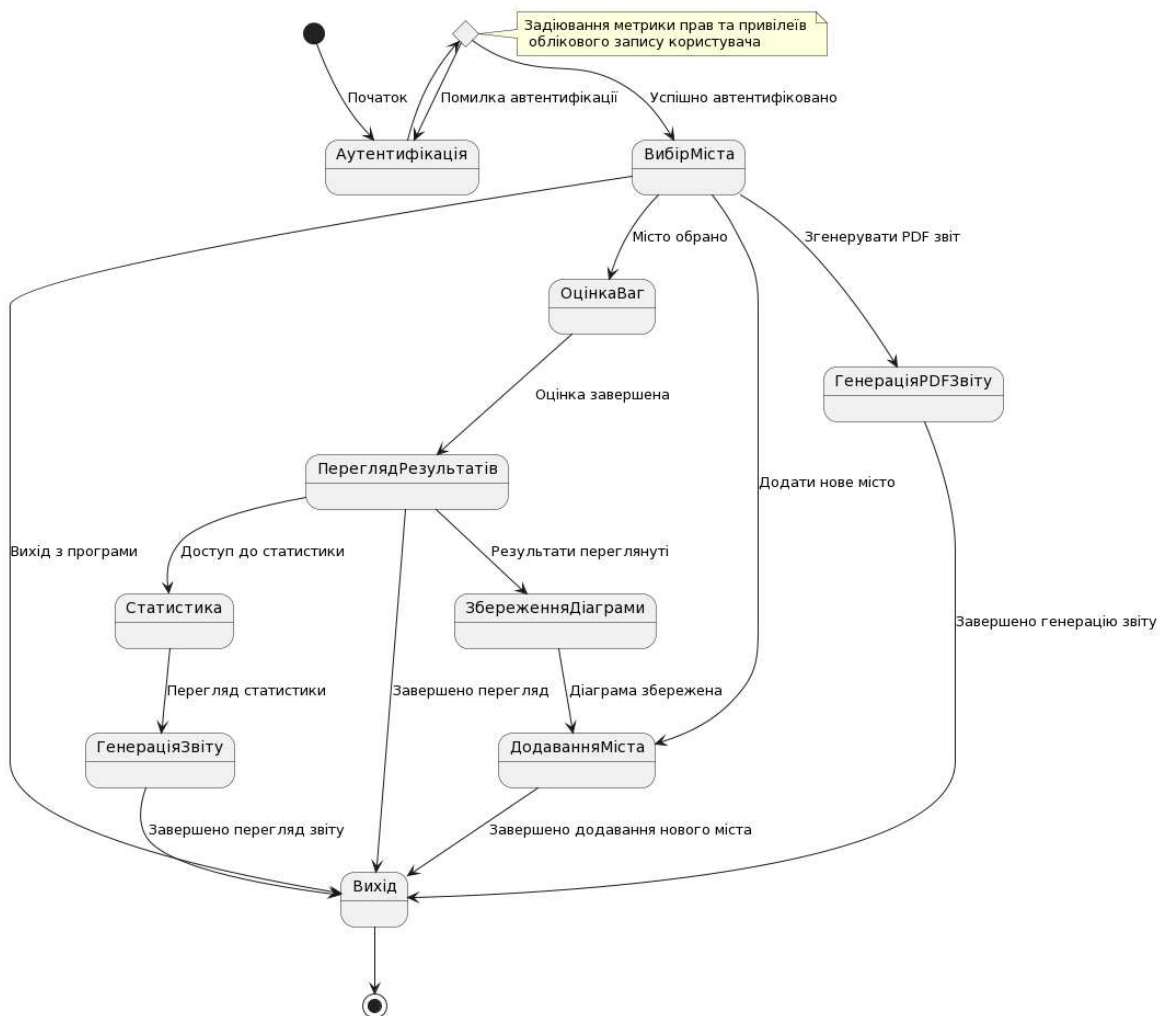 Задіювання метрики прав та привілеїв
облікового запису користувача
Початок
Помилка автентифікації
Успішно автентифіковано
Аутентифікація
ВибірМіста
Місто обрано
Згенерувати PDF звіт
ОцінкаВаг
ГенераціяPDFЗвіту
Оцінка завершена
ПереглядРезультатів
Додати нове місто
Вихід з програми
Доступ до статистики
Результати переглянуті
Статистика
ЗбереженняДіаграми
Завершено генерацію звіту
Перегляд статистики
Завершено перегляд
Діаграма збережена
ГенераціяЗвіту
ДодаванняМіста
Завершено перегляд звіту
Завершено додавання нового міста
Вихід